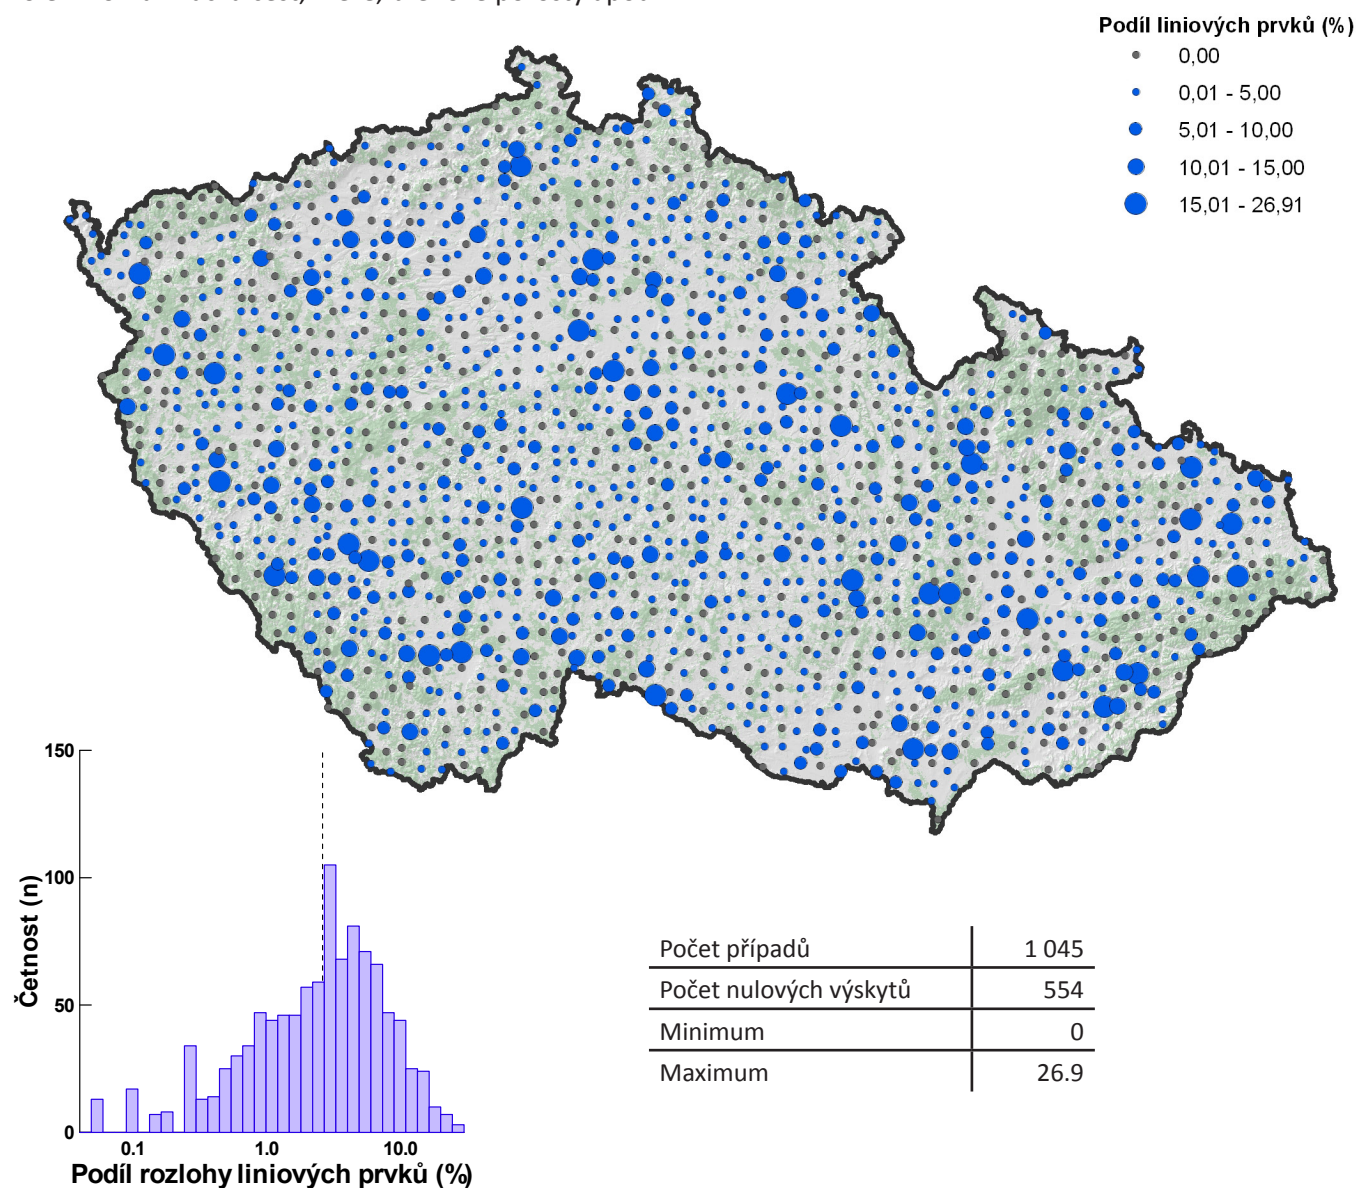 Podíl liniových prvků (%)
0,00
0,01 - 5,00
5,01 - 10,00
10,01 - 15,00
15,01 - 26,91
150
100
50
0
Četnost (n)
0.1 1.0 10.0
Podíl rozlohy liniových prvků (%)
Počet případů 1 045
Počet nulových výskytů 554
Minimum 0
Maximum 26.9